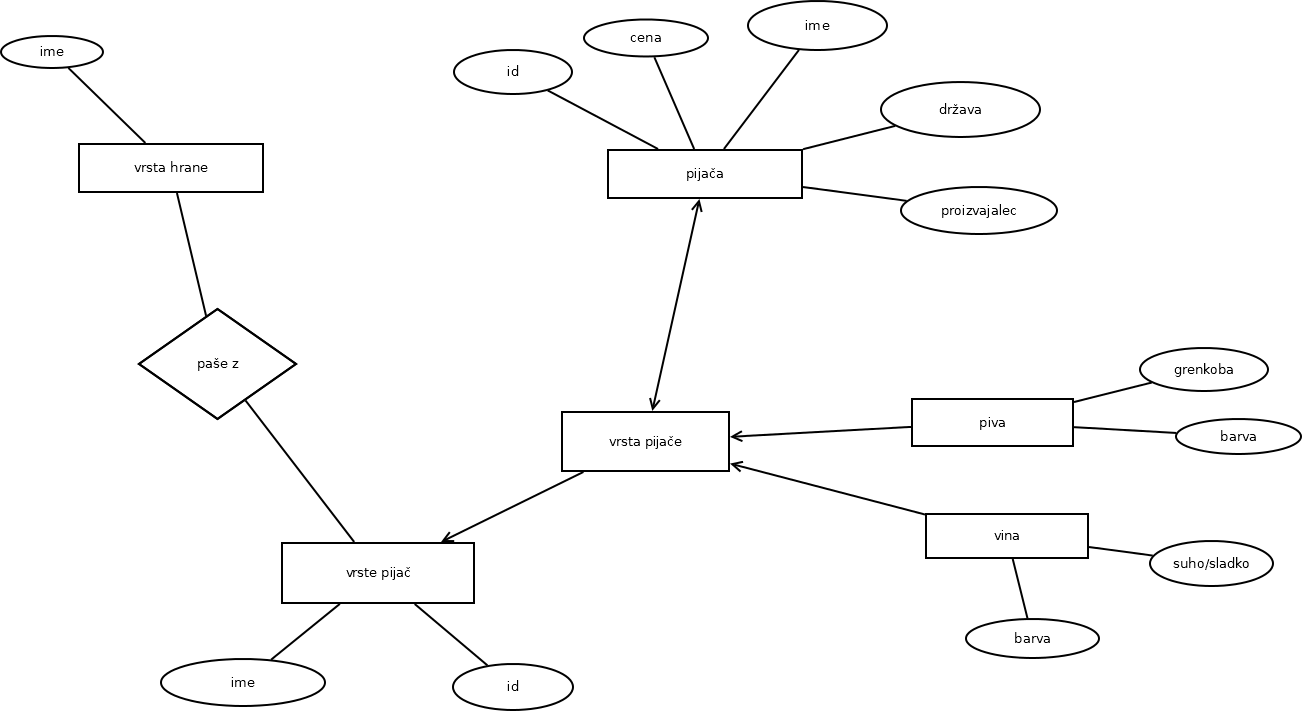 ime
cena
ime
id
država
vrsta hrane
pijača
proizvajalec
paše z
grenkoba
piva
barva
vrsta pijače
vina
suho/sladko
vrste pijač
barva
ime
id